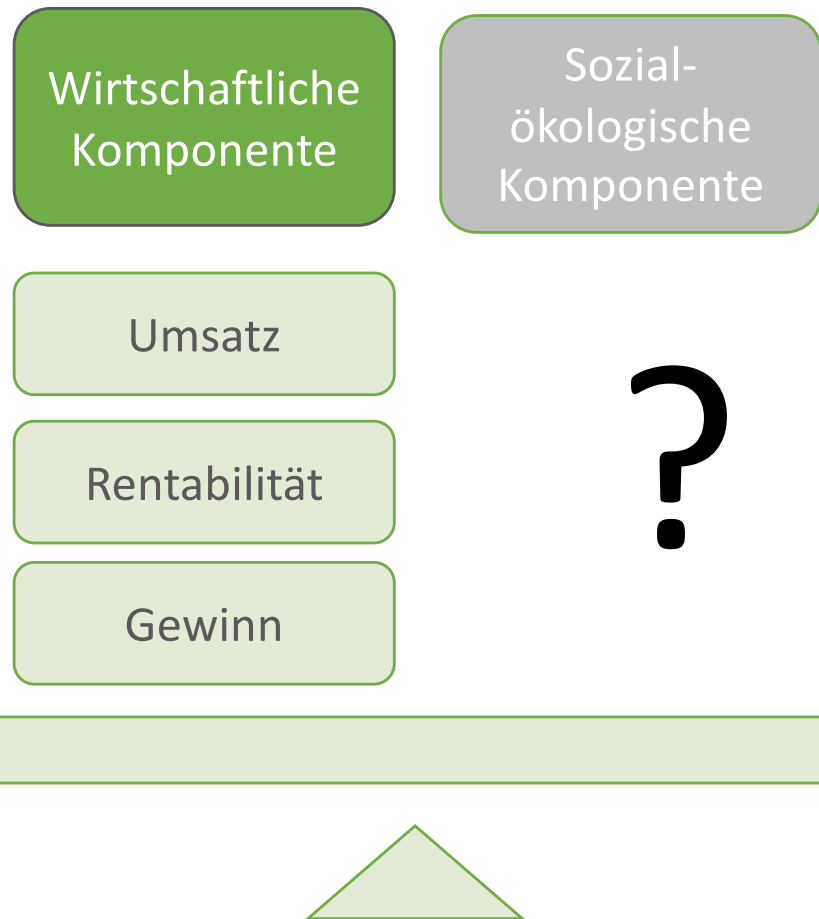 Wirtschaftliche
Komponente
Sozial-
ökologische
Komponente
Umsatz
Rentabilität
Gewinn
?